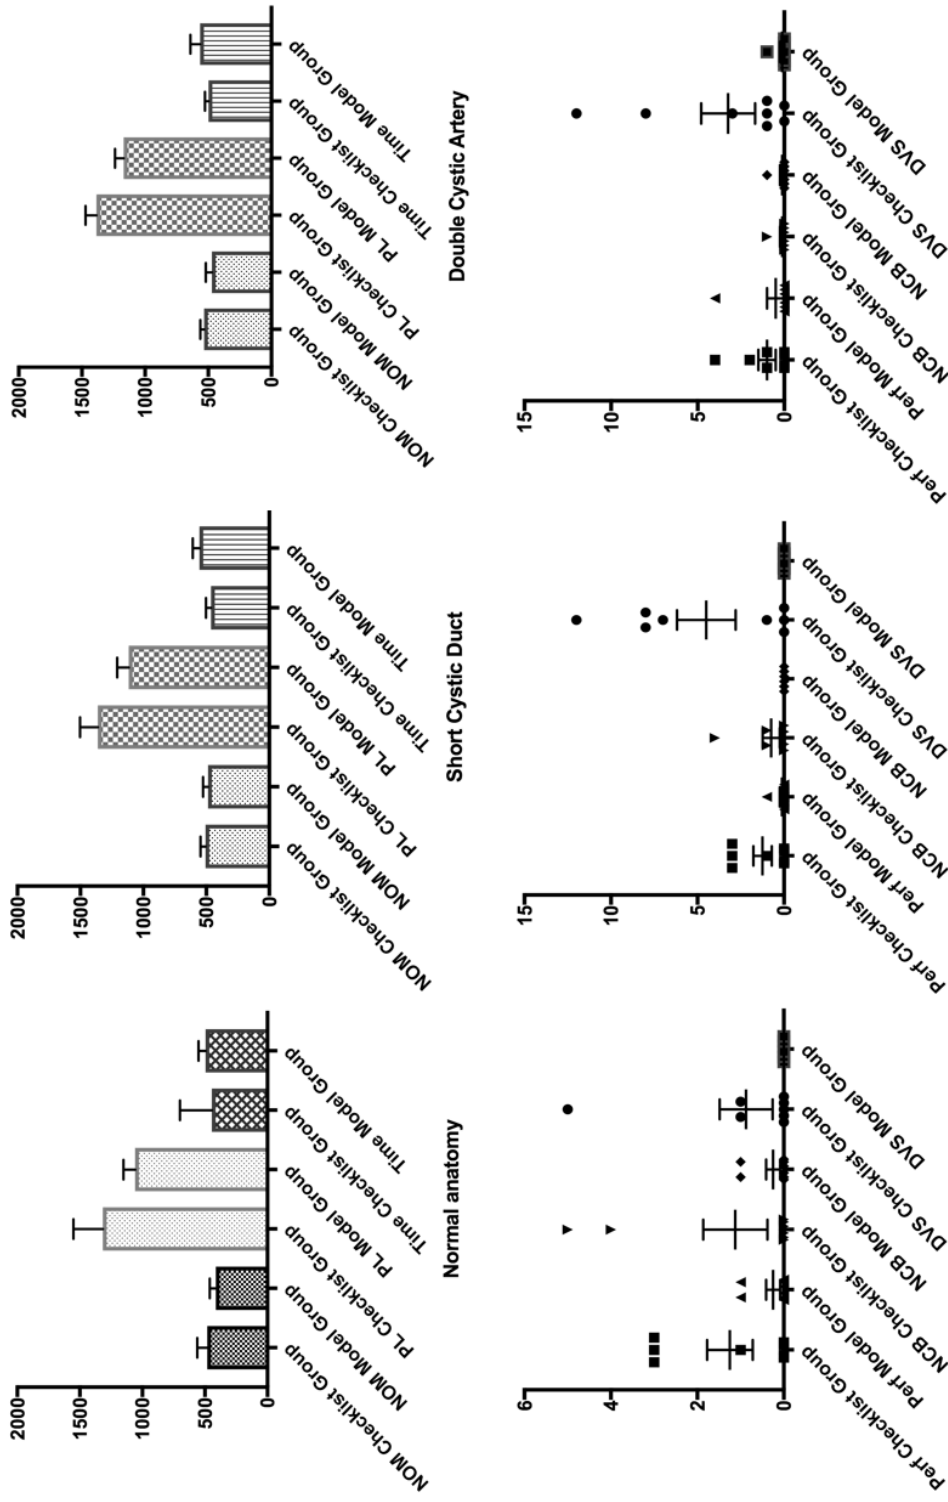 2000
1500
1000
500
0
NOM Checklist Group
NOM Model Group
PL Checklist Group
PL Model Group
Time Checklist Group
Time Model Group
2000
1500
1000
500
0
NOM Checklist Group
NOM Model Group
PL Checklist Group
PL Model Group
Time Checklist Group
Time Model Group
2000
1500
1000
500
0
NOM Checklist Group
NOM Model Group
PL Checklist Group
PL Model Group
Time Checklist Group
Time Model Group
Normal anatomy
Short Cystic Duct
Double Cystic Artery
6
4
2
0
Perf Checklist Group
Perf Model Group
NCB Checklist Group
NCB Model Group
DVS Checklist Group
DVS Model Group
15
10
5
0
Perf Checklist Group
Perf Model Group
NCB Checklist Group
NCB Model Group
DVS Checklist Group
DVS Model Group
15
10
5
0
Perf Checklist Group
Perf Model Group
NCB Checklist Group
NCB Model Group
DVS Checklist Group
DVS Model Group